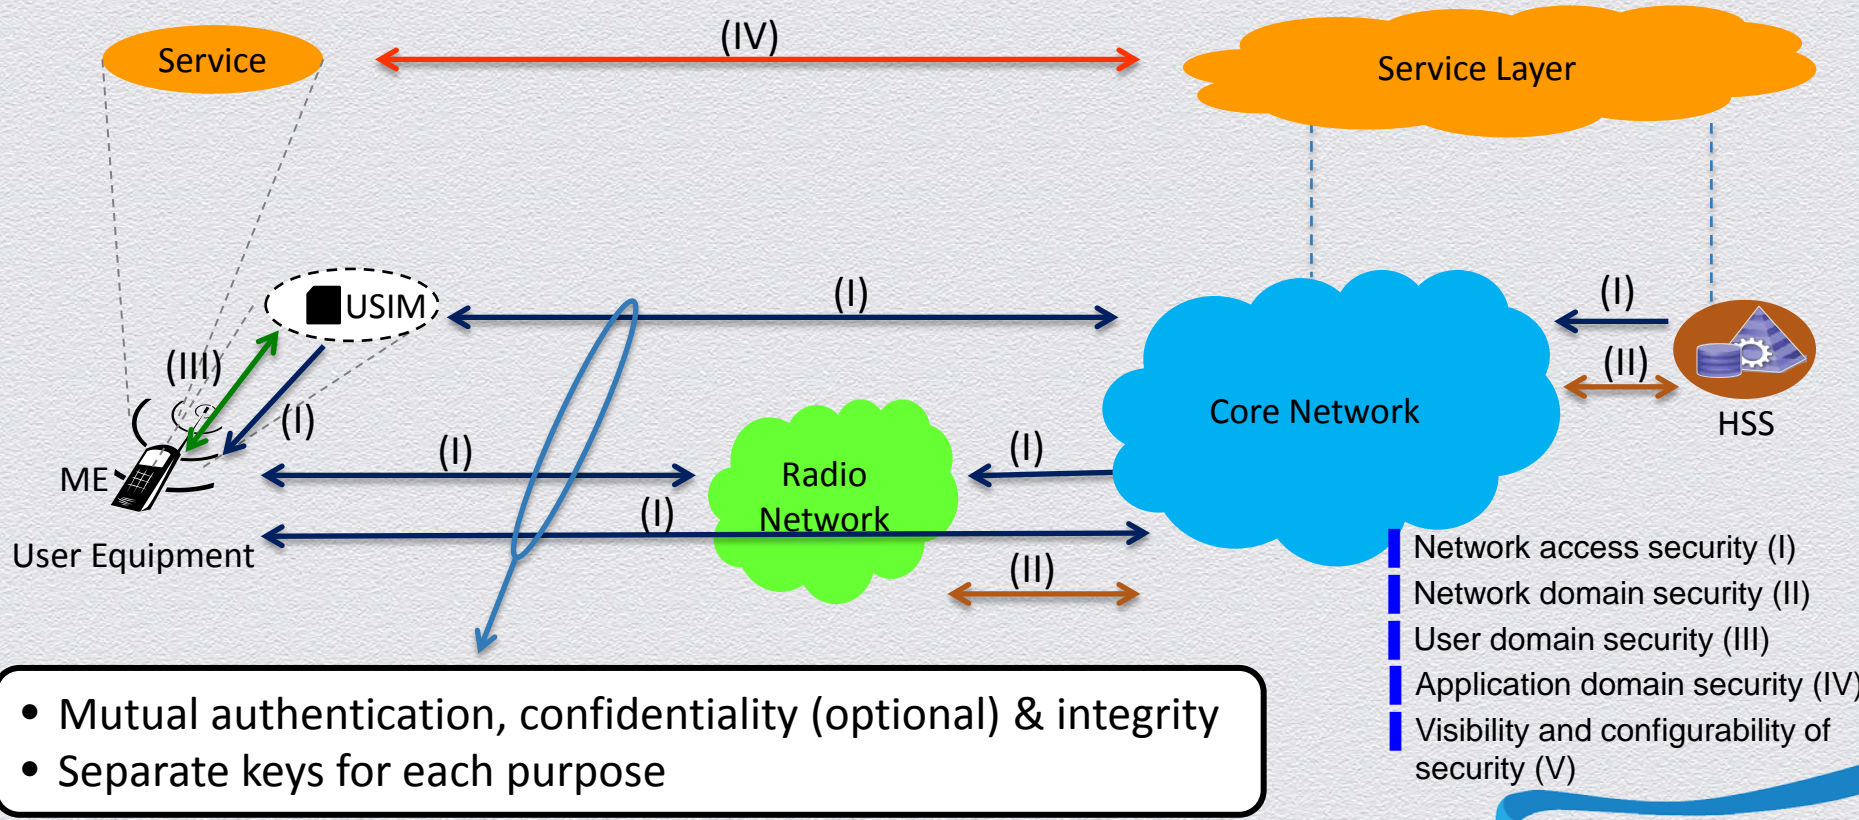 Service
(IV)
Service Layer
USIM
(I)
(I)
(III)
(II)
(I)
Core Network
HSS
ME
(I)
Radio
Network
(I)
(I)
User Equipment
(II)
Network access security (I)
Network domain security (II)
User domain security (III)
Application domain security (IV)
Visibility and configurability of
security (V)
• Mutual authentication, confidentiality (optional) & integrity
• Separate keys for each purpose